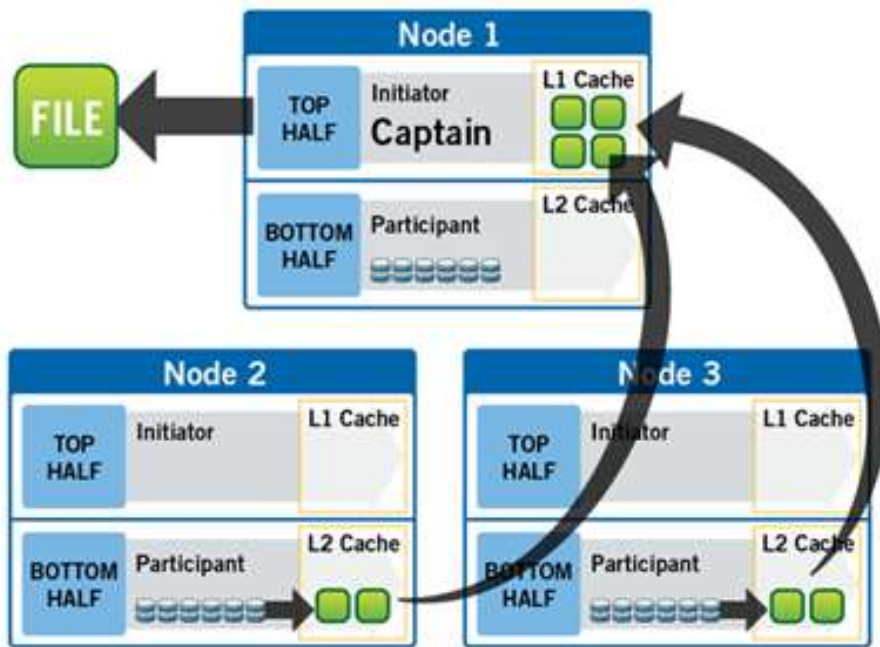 Node 1
FILE
TOP
HALF
Initiator
Captain
L1 Cache
BOTTOM
HALF
Participant
L2 Cache
Node 2
TOP
HALF
Initiator
L1 Cache
BOTTOM
HALF
Participant
L2 Cache
Node 3
TOP
HALF
Initiator
L1 Cache
BOTTOM
HALF
Participant
L2 Cache